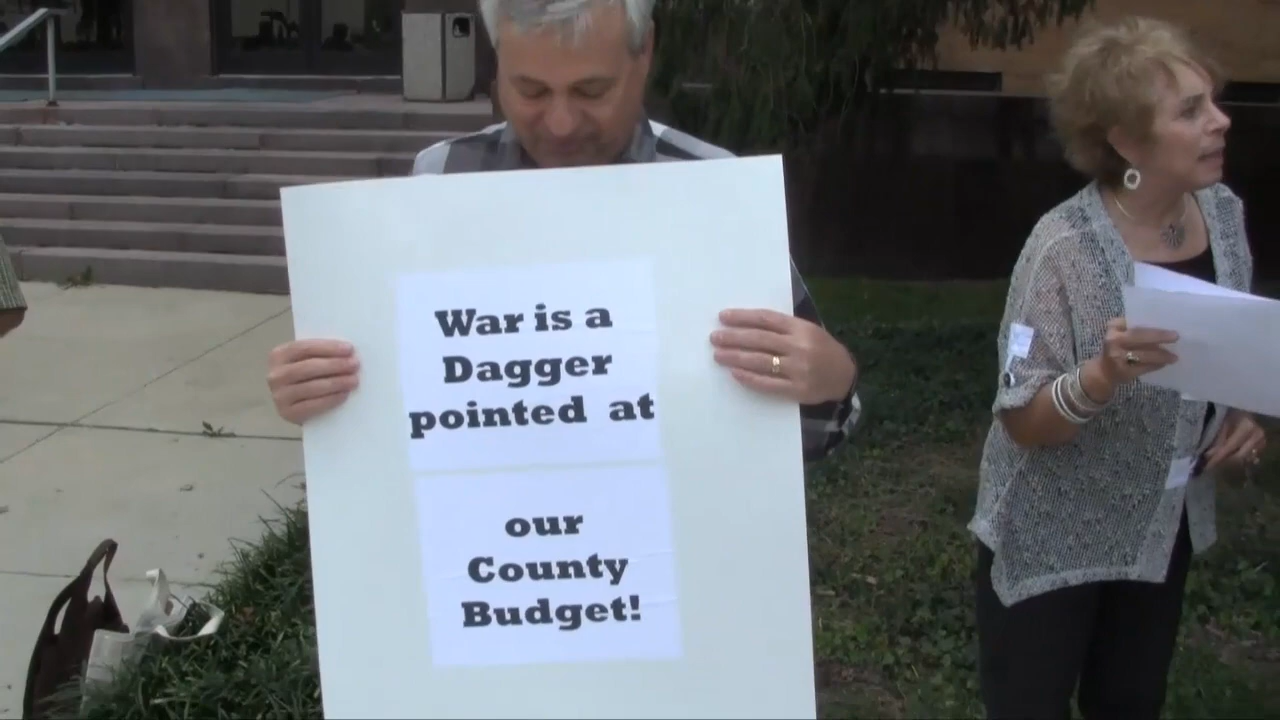 War is a
Dagger
pointed at
our
County
Budget!